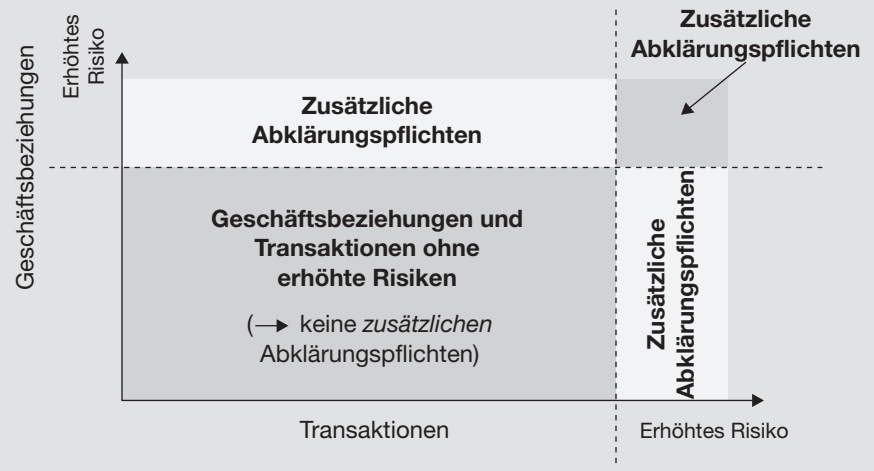 Zusätzliche
Abklärungspflichten
Geschäftsbeziehungen
Erhöhtes
Risiko
Zusätzliche
Abklärungspflichten
Geschäftsbeziehungen und
Transaktionen ohne
erhöhte Risiken
(→ keine zusätzlichen
Abklärungspflichten)
Zusätzliche
Abklärungspflichten
Transaktionen
Erhöhtes Risiko